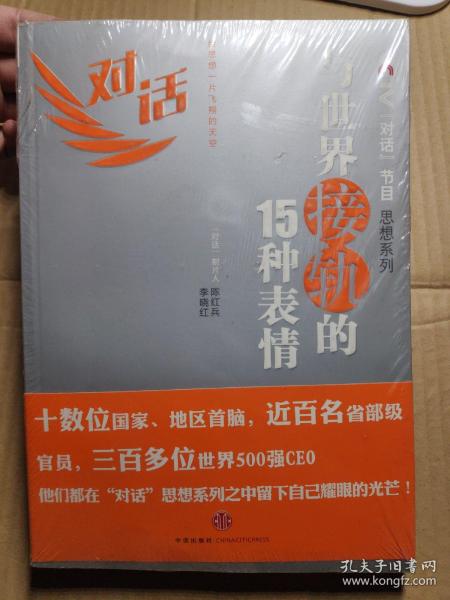 对话
给思想一片飞翔的天空
『对话』节目 思想系列
与世界接轨的
15种表情
『对话』制片人 陈红兵
李晓红
十数位国家、地区首脑，近百名省部级
官员，三百多位世界500强CEO
他们都在“对话”思想系列之中留下自己耀眼的光芒！
中信出版社 CHINACITICPRESS
孔夫子旧书网
www.kongfz.com